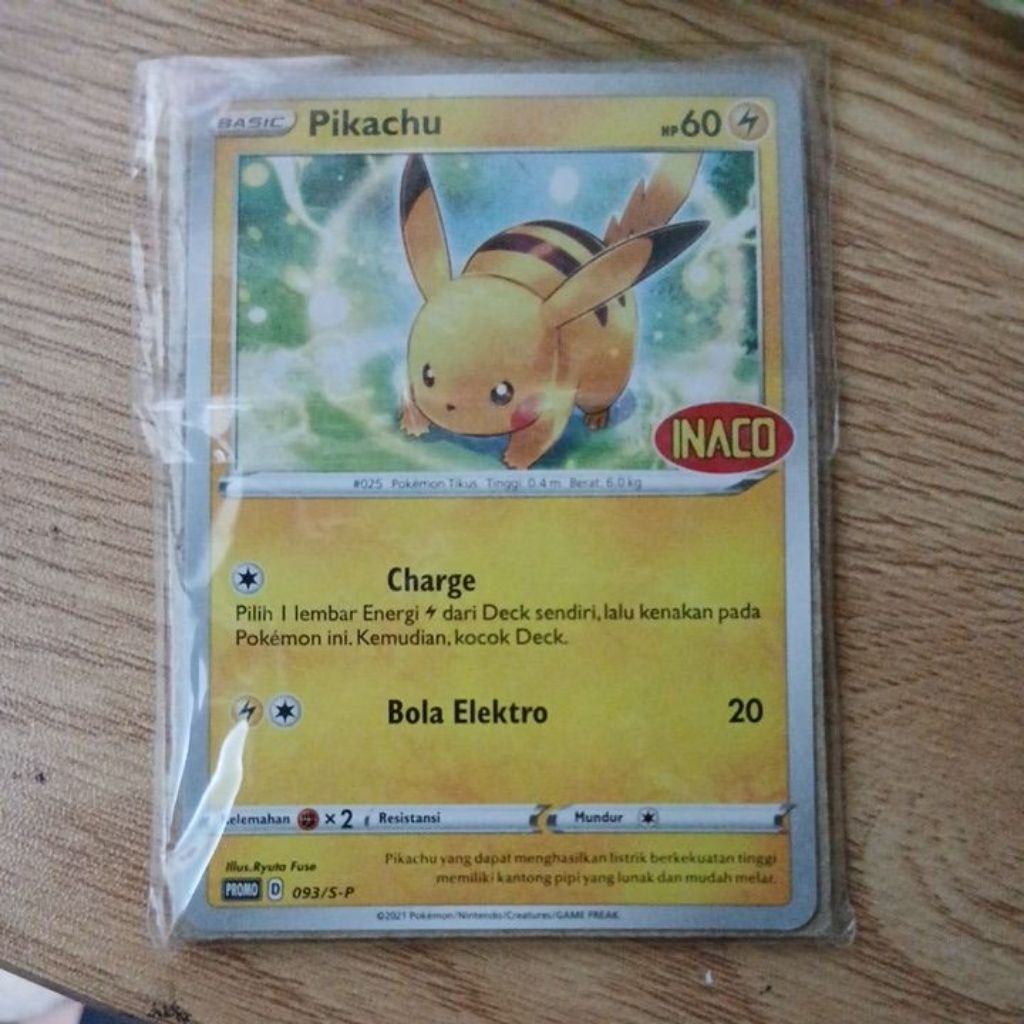 BASIC Pikachu HP 60
INACO
#025 Pokémon Tikus Tinggi: 0.4 m Berat: 6.0 kg
Charge
Pilih 1 lembar Energi dari Deck sendiri, lalu kenakan pada
Pokémon ini. Kemudian, kocok Deck.
Bola Elektro 20
Kelemahan ×2 Resistansi Mundur
Illus. Ryuta Fuse
Pikachu yang dapat menghasilkan listrik berkekuatan tinggi
memiliki kantong pipi yang lunak dan mudah melar.
PROMO D 093/S-P
©2021 Pokémon/Nintendo/Creatures/GAME FREAK